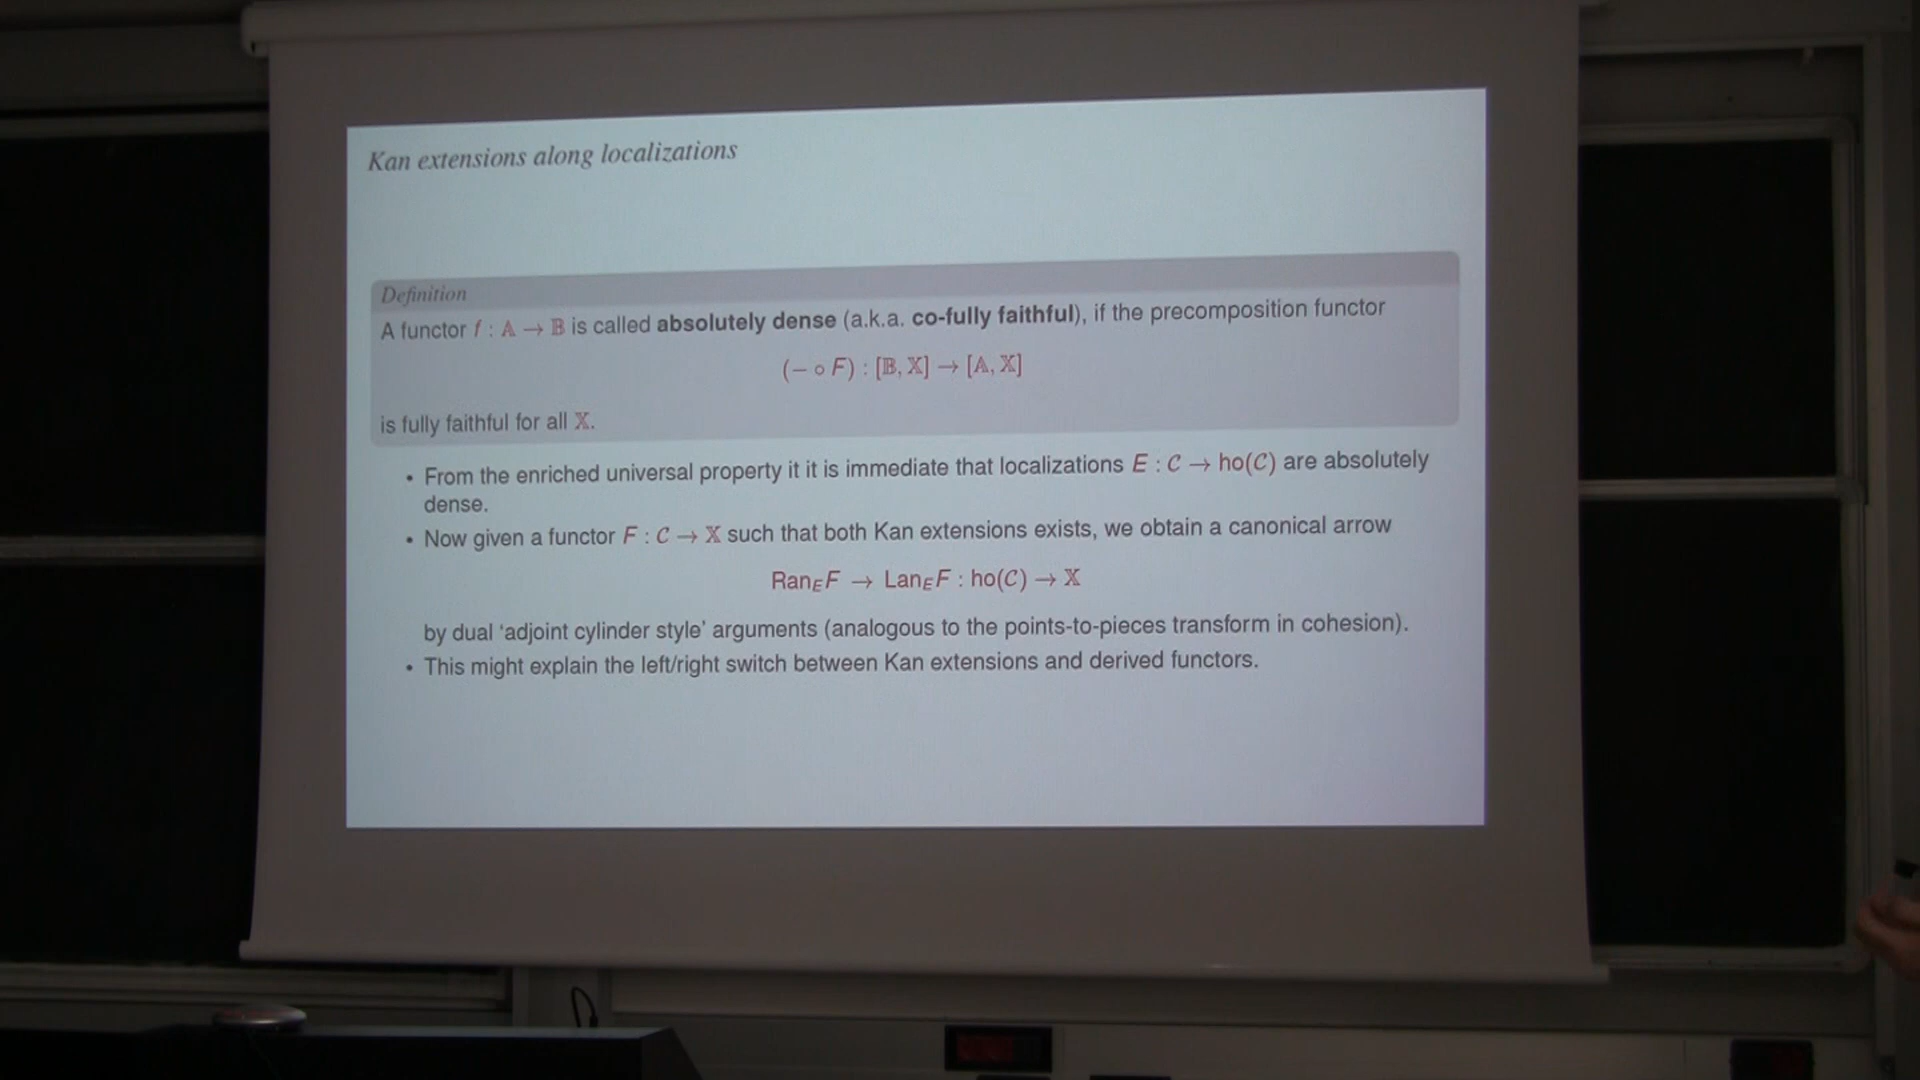 Kan extensions along localizations
Definition
A functor f : 𝔸 → 𝔹 is called absolutely dense (a.k.a. co-fully faithful), if the precomposition functor
(− ∘ F) : [𝔹, 𝕏] → [𝔸, 𝕏]
is fully faithful for all 𝕏.
• From the enriched universal property it it is immediate that localizations E : 𝒞 → ho(𝒞) are absolutely
dense.
• Now given a functor F : 𝒞 → 𝕏 such that both Kan extensions exists, we obtain a canonical arrow
Ran_E F → Lan_E F : ho(𝒞) → 𝕏
by dual ‘adjoint cylinder style’ arguments (analogous to the points-to-pieces transform in cohesion).
• This might explain the left/right switch between Kan extensions and derived functors.